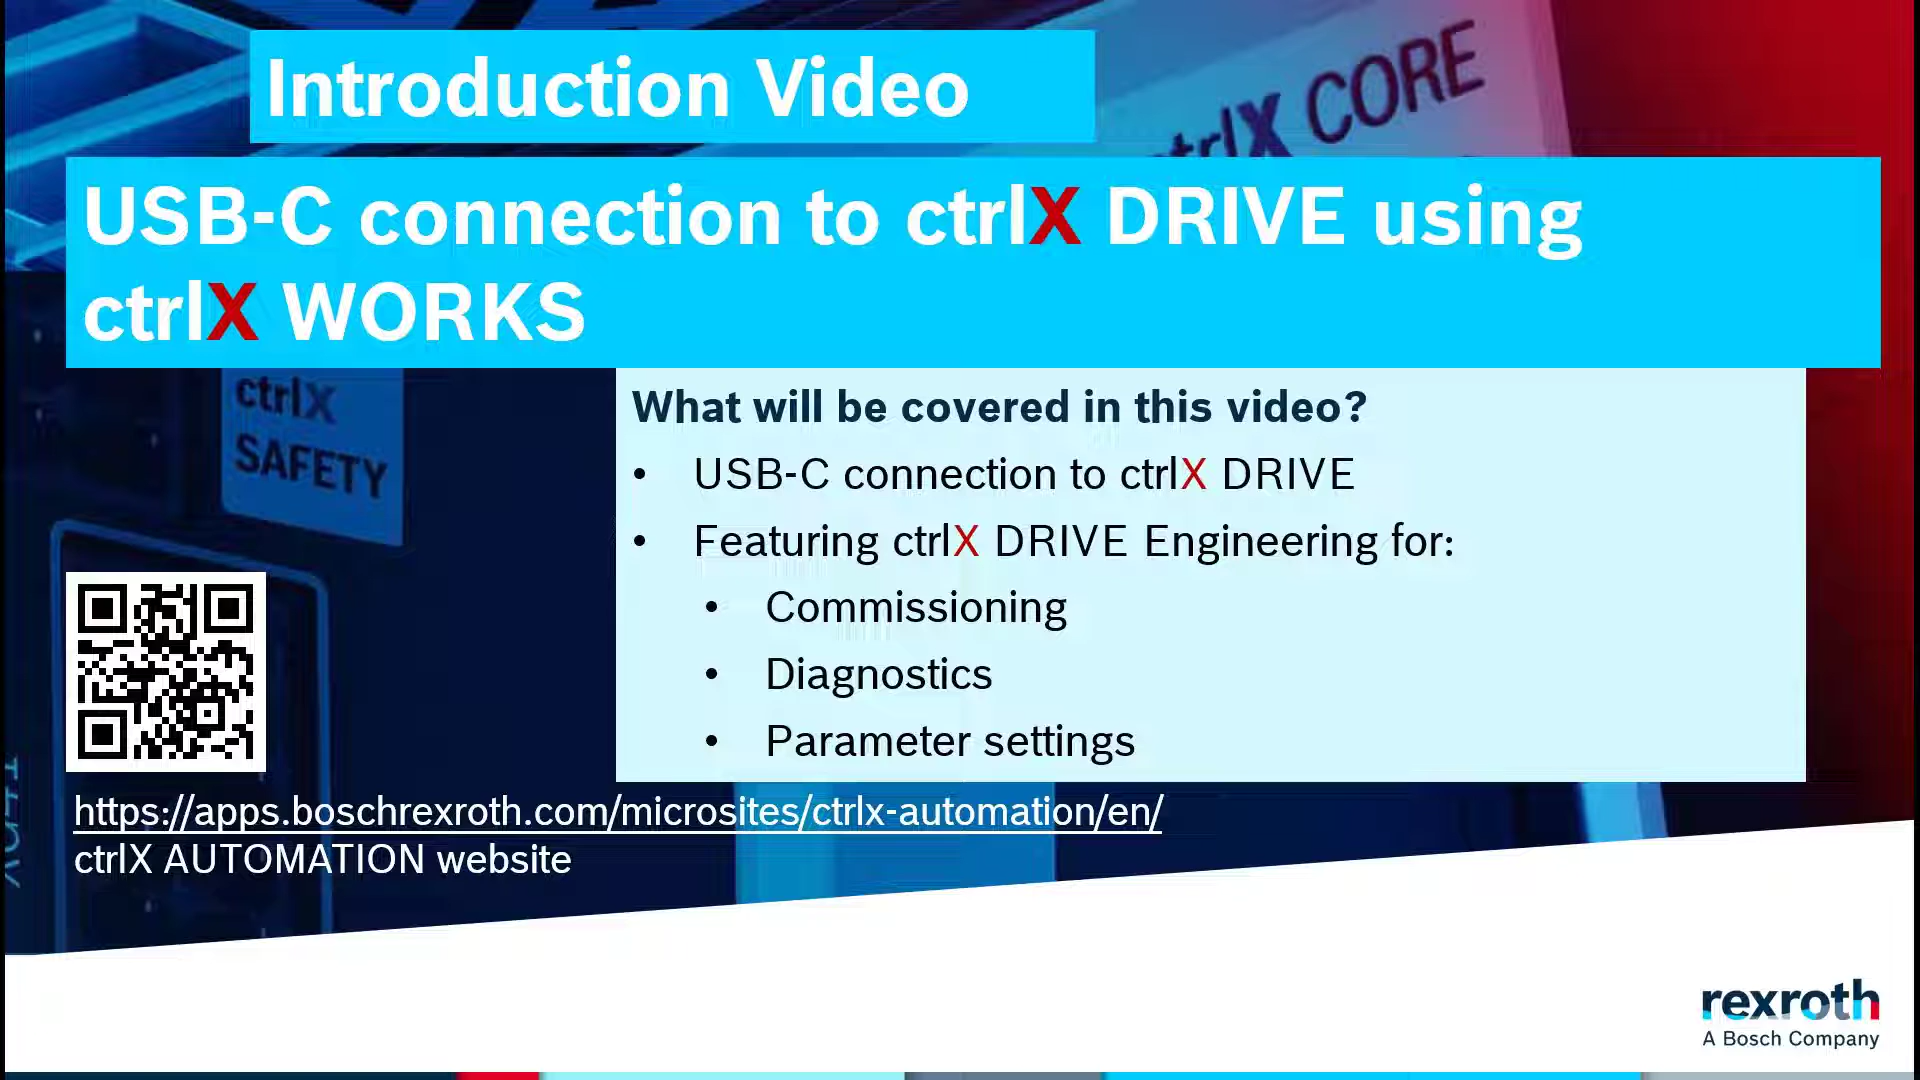 Introduction Video
ctrlX CORE
USB-C connection to ctrlX DRIVE using
ctrlX WORKS
ctrlX
SAFETY
What will be covered in this video?
• USB-C connection to ctrlX DRIVE
• Featuring ctrlX DRIVE Engineering for:
• Commissioning
• Diagnostics
• Parameter settings
https://apps.boschrexroth.com/microsites/ctrlx-automation/en/
ctrlX AUTOMATION website
rexroth
A Bosch Company